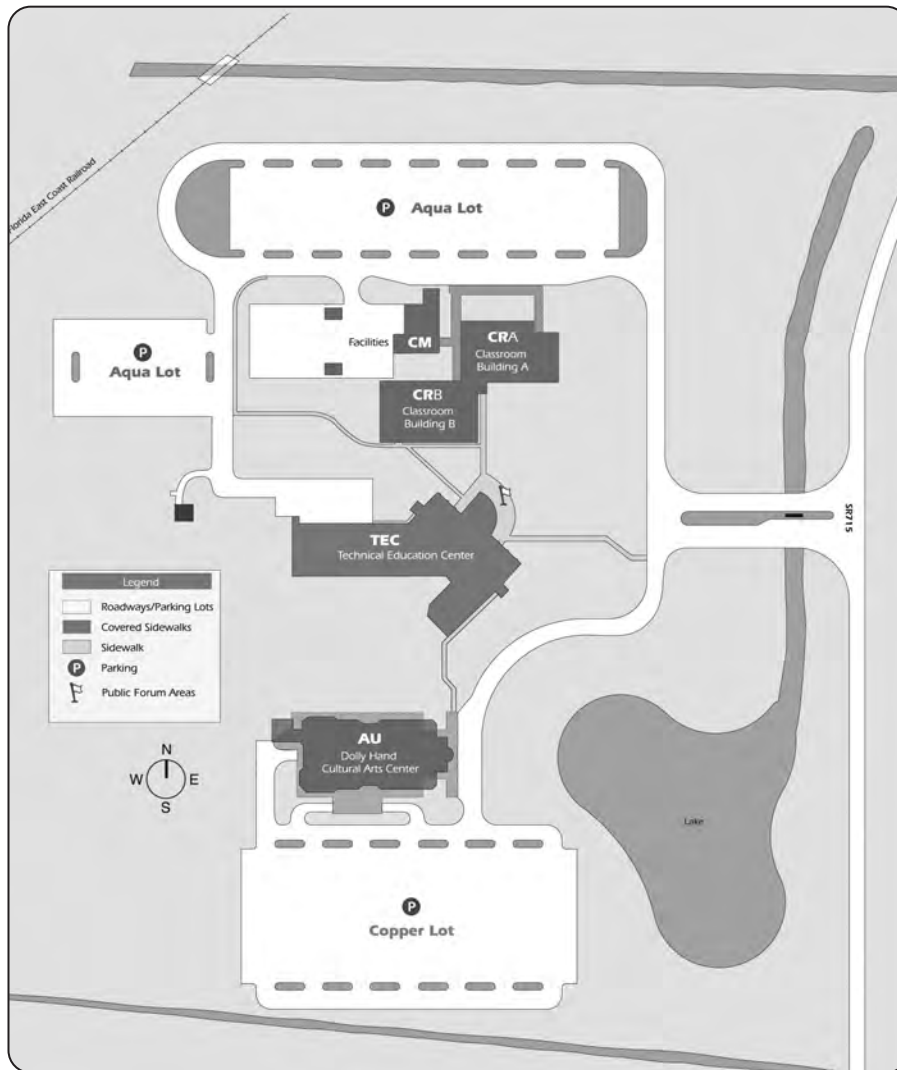 Florida East Coast Railroad
P Aqua Lot
Facilities
CM
CRA
Classroom
Building A
P
Aqua Lot
CRB
Classroom
Building B
TEC
Technical Education Center
SR715
Legend
Roadways/Parking Lots
Covered Sidewalks
Sidewalk
P Parking
Public Forum Areas
N
W E
S
AU
Dolly Hand
Cultural Arts Center
Lake
P
Copper Lot